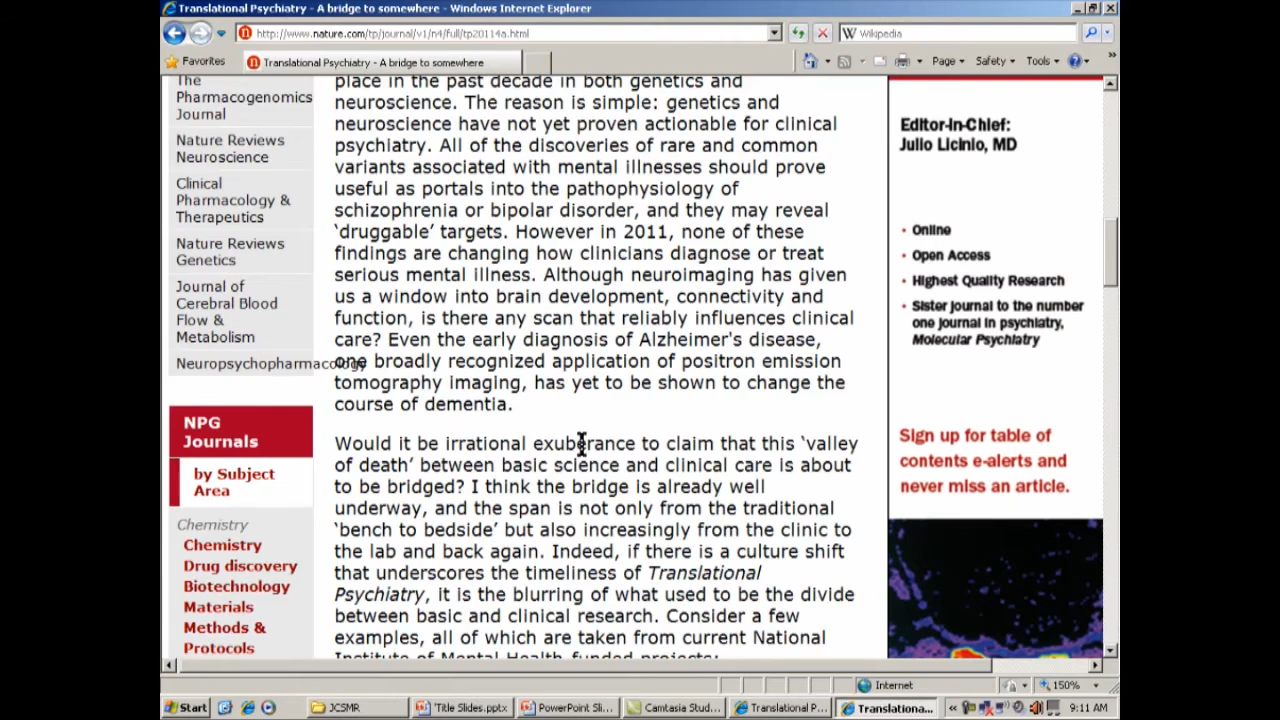 Translational Psychiatry - A bridge to somewhere - Windows Internet Explorer
http://www.nature.com/tp/journal/v1/n4/full/tp20114a.html
Wikipedia
Favorites
Translational Psychiatry - A bridge to somewhere
Page
Safety
Tools
The
Pharmacogenomics
Journal
Nature Reviews
Neuroscience
Clinical
Pharmacology &
Therapeutics
Nature Reviews
Genetics
Journal of
Cerebral Blood
Flow &
Metabolism
Neuropsychopharmacology
NPG
Journals
by Subject
Area
Chemistry
Chemistry
Drug discovery
Biotechnology
Materials
Methods &
Protocols
place in the past decade in both genetics and
neuroscience. The reason is simple: genetics and
neuroscience have not yet proven actionable for clinical
psychiatry. All of the discoveries of rare and common
variants associated with mental illnesses should prove
useful as portals into the pathophysiology of
schizophrenia or bipolar disorder, and they may reveal
‘druggable’ targets. However in 2011, none of these
findings are changing how clinicians diagnose or treat
serious mental illness. Although neuroimaging has given
us a window into brain development, connectivity and
function, is there any scan that reliably influences clinical
care? Even the early diagnosis of Alzheimer's disease,
one broadly recognized application of positron emission
tomography imaging, has yet to be shown to change the
course of dementia.
Would it be irrational exuberance to claim that this ‘valley
of death’ between basic science and clinical care is about
to be bridged? I think the bridge is already well
underway, and the span is not only from the traditional
‘bench to bedside’ but also increasingly from the clinic to
the lab and back again. Indeed, if there is a culture shift
that underscores the timeliness of Translational
Psychiatry, it is the blurring of what used to be the divide
between basic and clinical research. Consider a few
examples, all of which are taken from current National
Institute of Mental Health-funded projects:
Editor-in-Chief:
Julio Licinio, MD
• Online
• Open Access
• Highest Quality Research
• Sister journal to the number
one journal in psychiatry,
Molecular Psychiatry
Sign up for table of
contents e-alerts and
never miss an article.
Internet
150%
Start
JCSMR
'Title Slides.pptx
PowerPoint Sli...
Camtasia Stud...
Translational P...
Translationa...
9:11 AM